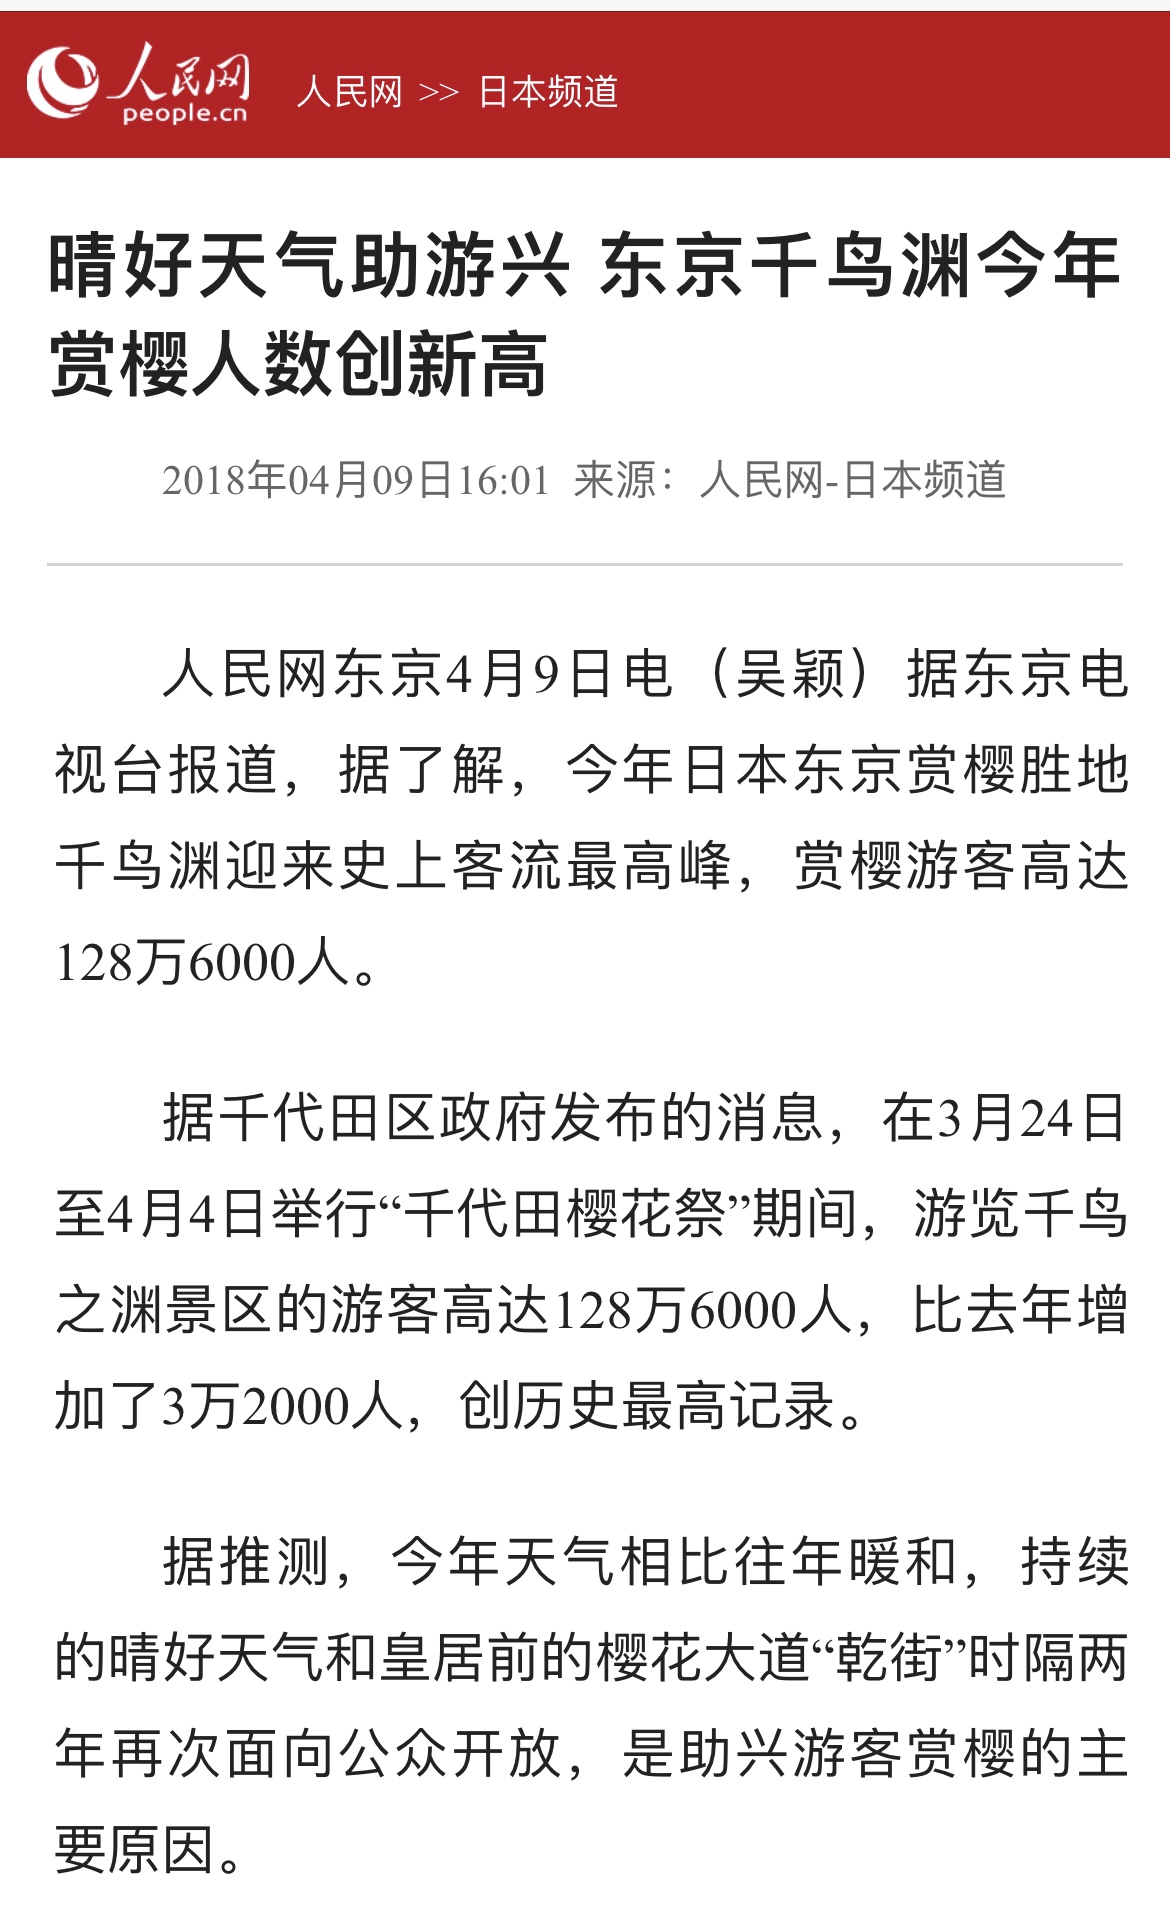 人民网
people.cn
人民网 >> 日本频道
晴好天气助游兴 东京千鸟渊今年
赏樱人数创新高
2018年04月09日16:01 来源：人民网-日本频道
人民网东京4月9日电（吴颖）据东京电
视台报道，据了解，今年日本东京赏樱胜地
千鸟渊迎来史上客流最高峰，赏樱游客高达
128万6000人。
据千代田区政府发布的消息，在3月24日
至4月4日举行“千代田樱花祭”期间，游览千鸟
之渊景区的游客高达128万6000人，比去年增
加了3万2000人，创历史最高记录。
据推测，今年天气相比往年暖和，持续
的晴好天气和皇居前的樱花大道“乾街”时隔两
年再次面向公众开放，是助兴游客赏樱的主
要原因。